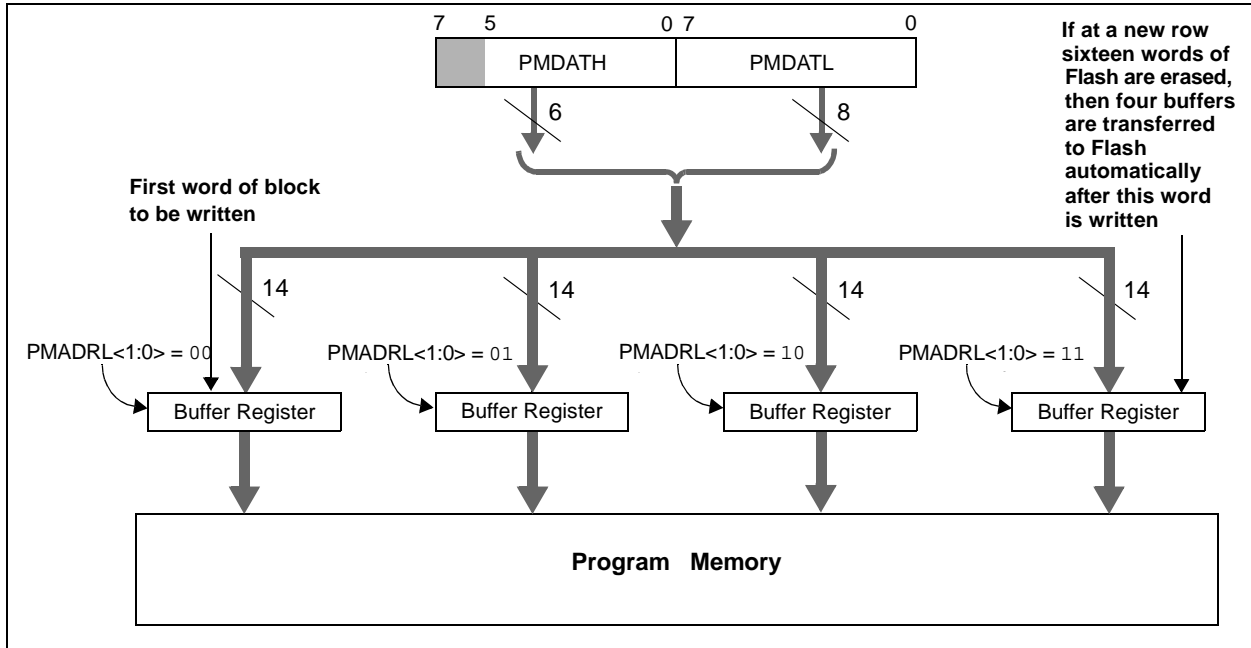 7 5 0 7 0
PMDATH PMDATL
6 8
If at a new row
sixteen words of
Flash are erased,
then four buffers
are transferred
to Flash
automatically
after this word
is written
First word of block
to be written
14 14 14 14
PMADRL<1:0> = 00 PMADRL<1:0> = 01 PMADRL<1:0> = 10 PMADRL<1:0> = 11
Buffer Register Buffer Register Buffer Register Buffer Register
Program Memory